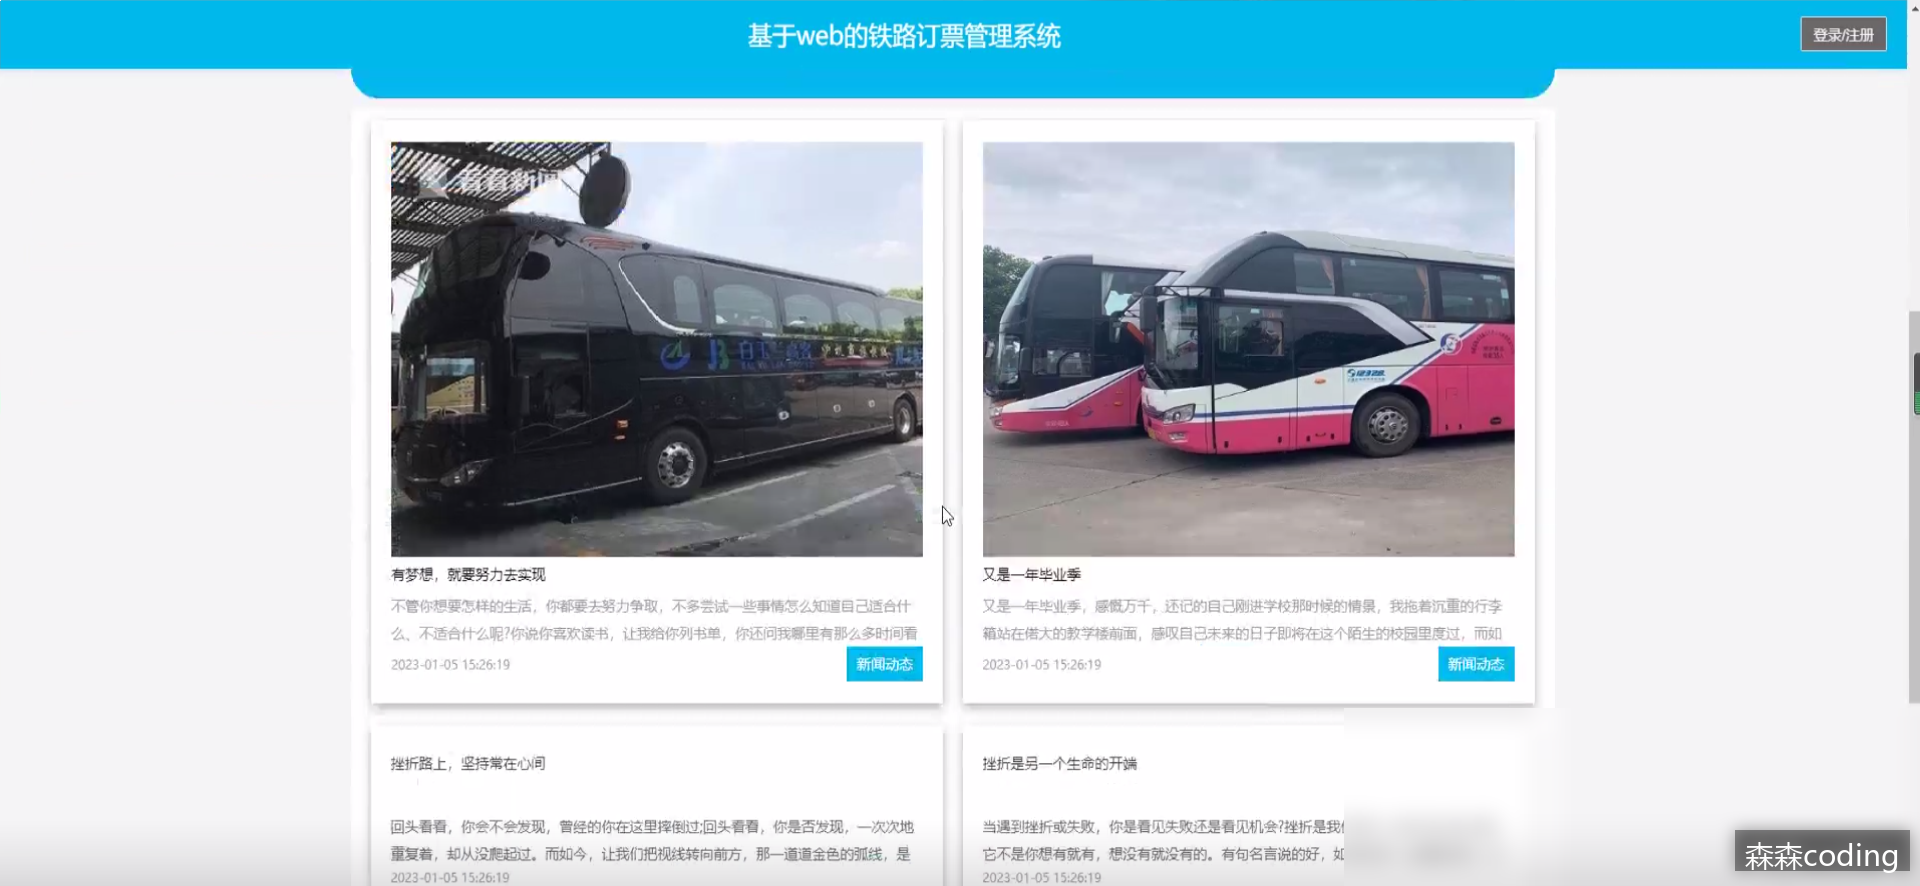 基于web的铁路订票管理系统
登录/注册
看看新闻
12328
有梦想，就要努力去实现
不管你想要怎样的生活，你都要去努力争取，不多尝试一些事情怎么知道自己适合什
么、不适合什么呢?你说你喜欢读书，让我给你列书单，你还问我哪里有那么多时间看
2023-01-05 15:26:19
新闻动态
又是一年毕业季
又是一年毕业季，感慨万千，还记的自己刚进学校那时候的情景，我拖着沉重的行李
箱站在偌大的教学楼前面，感叹自己未来的日子即将在这个陌生的校园里度过，而如
2023-01-05 15:26:19
新闻动态
挫折路上，坚持常在心间
回头看看，你会不会发现，曾经的你在这里摔倒过;回头看看，你是否发现，一次次地
重复着，却从没爬起过。而如今，让我们把视线转向前方，那一道道金色的弧线，是
2023-01-05 15:26:19
挫折是另一个生命的开端
当遇到挫折或失败，你是看见失败还是看见机会?挫折是我
它不是你想有就有，想没有就没有的。有句名言说的好，如
2023-01-05 15:26:19
森森coding